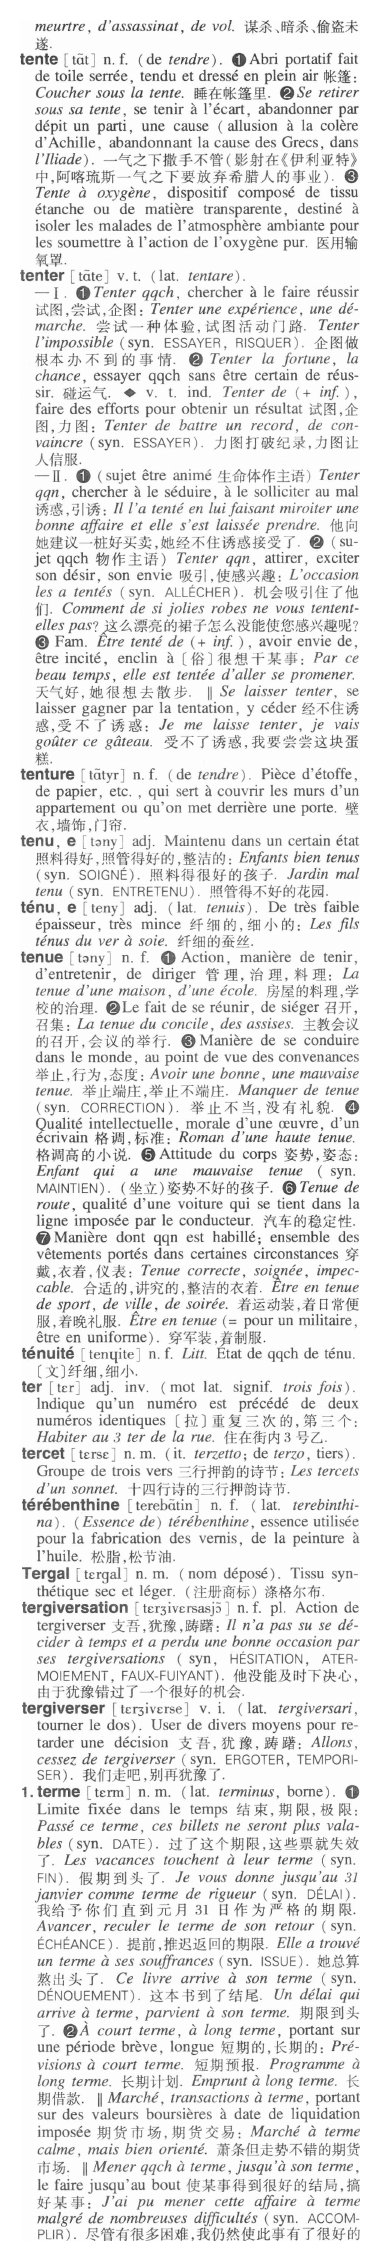 meurtre, d'assassinat, de vol. 谋杀、暗杀、偷盗未
遂.
tente [tɑ̃t] n. f. (de tendre). ❶ Abri portatif fait
de toile serrée, tendu et dressé en plein air 帐篷:
Coucher sous la tente. 睡在帐篷里. ❷ Se retirer
sous sa tente, se tenir à l'écart, abandonner par
dépit un parti, une cause (allusion à la colère
d'Achille, abandonnant la cause des Grecs, dans
l'Iliade). 一气之下撒手不管(影射在《伊利亚特》
中,阿喀琉斯一气之下要放弃希腊人的事业). ❸
Tente à oxygène, dispositif composé de tissu
étanche ou de matière transparente, destiné à
isoler les malades de l'atmosphère ambiante pour
les soumettre à l'action de l'oxygène pur. 医用输
氧罩.
tenter [tɑ̃te] v. t. (lat. tentare).
—Ⅰ. ❶ Tenter qqch, chercher à le faire réussir
试图,尝试,企图: Tenter une expérience, une dé-
marche. 尝试一种体验,试图活动门路. Tenter
l'impossible (syn. ESSAYER, RISQUER). 企图做
根本办不到的事情. ❷ Tenter la fortune, la
chance, essayer qqch sans être certain de réus-
sir. 碰运气. ◆ v. t. ind. Tenter de (+ inf.),
faire des efforts pour obtenir un résultat 试图,企
图,力图: Tenter de battre un record, de con-
vaincre (syn. ESSAYER). 力图打破纪录,力图让
人信服.
—Ⅱ. ❶ (sujet être animé 生命体作主语) Tenter
qqn, chercher à le séduire, à le solliciter au mal
诱惑,引诱: Il l'a tenté en lui faisant miroiter une
bonne affaire et elle s'est laissée prendre. 他向
她建议一桩好买卖,她经不住诱惑接受了. ❷ (su-
jet qqch 物作主语) Tenter qqn, attirer, exciter
son désir, son envie 吸引,使感兴趣: L'occasion
les a tentés (syn. ALLÉCHER). 机会吸引住了他
们. Comment de si jolies robes ne vous tentent-
elles pas? 这么漂亮的裙子怎么没能使您感兴趣呢?
❸ Fam. Être tenté de (+ inf.), avoir envie de,
être incité, enclin à [俗]很想干某事: Par ce
beau temps, elle est tentée d'aller se promener.
天气好,她很想去散步. ‖ Se laisser tenter, se
laisser gagner par la tentation, y céder 经不住诱
惑,受不了诱惑: Je me laisse tenter, je vais
goûter ce gâteau. 受不了诱惑,我要尝尝这块蛋
糕.
tenture [tɑ̃tyr] n. f. (de tendre). Pièce d'étoffe,
de papier, etc., qui sert à couvrir les murs d'un
appartement ou qu'on met derrière une porte. 壁
衣,墙饰,门帘.
tenu, e [təny] adj. Maintenu dans un certain état
照料得好,照管得好的,整洁的: Enfants bien tenus
(syn. SOIGNÉ). 照料得很好的孩子. Jardin mal
tenu (syn. ENTRETENU). 照管得不好的花园.
ténu, e [teny] adj. (lat. tenuis). De très faible
épaisseur, très mince 纤细的,细小的: Les fils
ténus du ver à soie. 纤细的蚕丝.
tenue [təny] n. f. ❶ Action, manière de tenir,
d'entretenir, de diriger 管理,治理,料理: La
tenue d'une maison, d'une école. 房屋的料理,学
校的治理. ❷ Le fait de se réunir, de siéger 召开,
召集: La tenue du concile, des assises. 主教会议
的召开,会议的举行. ❸ Manière de se conduire
dans le monde, au point de vue des convenances
举止,行为,态度: Avoir une bonne, une mauvaise
tenue. 举止端庄,举止不端庄. Manquer de tenue
(syn. CORRECTION). 举止不当,没有礼貌. ❹
Qualité intellectuelle, morale d'une œuvre, d'un
écrivain 格调,标准: Roman d'une haute tenue.
格调高的小说. ❺ Attitude du corps 姿势,姿态:
Enfant qui a une mauvaise tenue (syn.
MAINTIEN). (坐立)姿势不好的孩子. ❻ Tenue de
route, qualité d'une voiture qui se tient dans la
ligne imposée par le conducteur. 汽车的稳定性.
❼ Manière dont qqn est habillé; ensemble des
vêtements portés dans certaines circonstances 穿
戴,衣着,仪表: Tenue correcte, soignée, impec-
cable. 合适的,讲究的,整洁的衣着. Être en tenue
de sport, de ville, de soirée. 着运动装,着日常便
服,着晚礼服. Être en tenue (= pour un militaire,
être en uniforme). 穿军装,着制服.
ténuité [tenɥite] n. f. Litt. État de qqch de ténu.
〔文〕纤细,细小.
ter [tɛr] adj. inv. (mot lat. signif. trois fois).
Indique qu'un numéro est précédé de deux
numéros identiques [拉]重复三次的,第三个:
Habiter au 3 ter de la rue. 住在街内3号乙.
tercet [tɛrsɛ] n. m. (it. terzetto; de terzo, tiers).
Groupe de trois vers 三行押韵的诗节: Les tercets
d'un sonnet. 十四行诗的三行押韵诗节.
térébenthine [terebɑ̃tin] n. f. (lat. terebinthi-
na). (Essence de) térébenthine, essence utilisée
pour la fabrication des vernis, de la peinture à
l'huile. 松脂,松节油.
Tergal [tɛrgal] n. m. (nom déposé). Tissu syn-
thétique sec et léger. (注册商标) 涤格尔布.
tergiversation [tɛrʒivɛrsasjɔ̃] n. f. pl. Action de
tergiverser 支吾,犹豫,踌躇: Il n'a pas su se dé-
cider à temps et a perdu une bonne occasion par
ses tergiversations (syn, HÉSITATION, ATER-
MOIEMENT, FAUX-FUIYANT). 他没能及时下决心,
由于犹豫错过了一个很好的机会.
tergiverser [tɛrʒivɛrse] v. i. (lat. tergiversari,
tourner le dos). User de divers moyens pour re-
tarder une décision 支吾,犹豫,踌躇: Allons,
cessez de tergiverser (syn. ERGOTER, TEMPORI-
SER). 我们走吧,别再犹豫了.
1. terme [tɛrm] n. m. (lat. terminus, borne). ❶
Limite fixée dans le temps 结束,期限,极限:
Passé ce terme, ces billets ne seront plus vala-
bles (syn. DATE). 过了这个期限,这些票就失效
了. Les vacances touchent à leur terme (syn.
FIN). 假期到头了. Je vous donne jusqu'au 31
janvier comme terme de rigueur (syn. DÉLAI).
我给予你们直到元月31日作为严格的期限.
Avancer, reculer le terme de son retour (syn.
ÉCHÉANCE). 提前,推迟返回的期限. Elle a trouvé
un terme à ses souffrances (syn. ISSUE). 她总算
熬出头了. Ce livre arrive à son terme (syn.
DÉNOUEMENT). 这本书到了结尾. Un délai qui
arrive à terme, parvient à son terme. 期限到头
了. ❷ À court terme, à long terme, portant sur
une période brève, longue 短期的,长期的: Pré-
visions à court terme. 短期预报. Programme à
long terme. 长期计划. Emprunt à long terme. 长
期借款. ‖ Marché, transactions à terme, portant
sur des valeurs boursières à date de liquidation
imposée 期货市场,期货交易: Marché à terme
calme, mais bien orienté. 萧条但走势不错的期货
市场. ‖ Mener qqch à terme, jusqu'à son terme,
le faire jusqu'au bout 使某事得到很好的结局,搞
好某事: J'ai pu mener cette affaire à terme
malgré de nombreuses difficultés (syn. ACCOM-
PLIR). 尽管有很多困难,我仍然使此事有了很好的